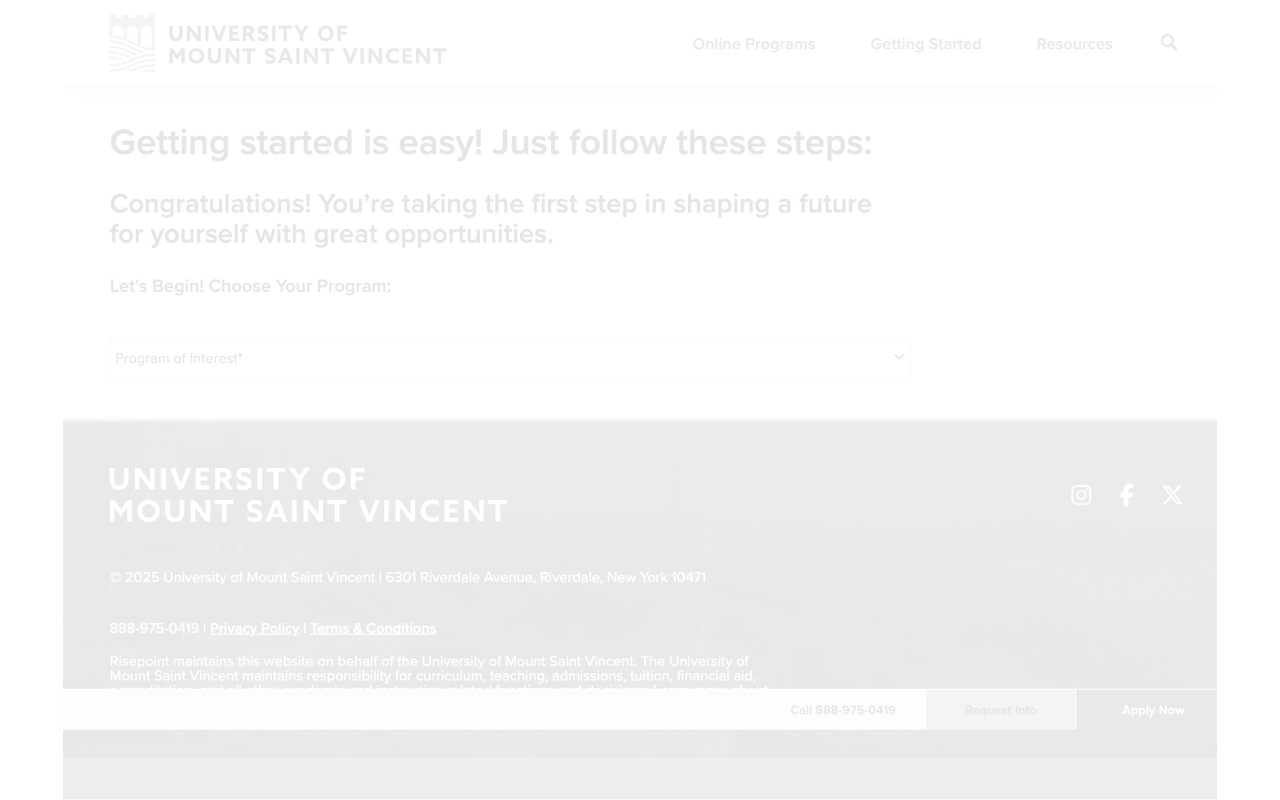 UNIVERSITY OF
MOUNT SAINT VINCENT
Online Programs
Getting Started
Resources
Getting started is easy! Just follow these steps:
Congratulations! You’re taking the first step in shaping a future
for yourself with great opportunities.
Let’s Begin! Choose Your Program:
Program of Interest*
UNIVERSITY OF
MOUNT SAINT VINCENT
© 2025 University of Mount Saint Vincent | 6301 Riverdale Avenue, Riverdale, New York 10471
888-975-0419 | Privacy Policy | Terms & Conditions
Risepoint maintains this website on behalf of the University of Mount Saint Vincent. The University of
Mount Saint Vincent maintains responsibility for curriculum, teaching, admissions, tuition, financial aid,
Call 888-975-0419
Request Info
Apply Now